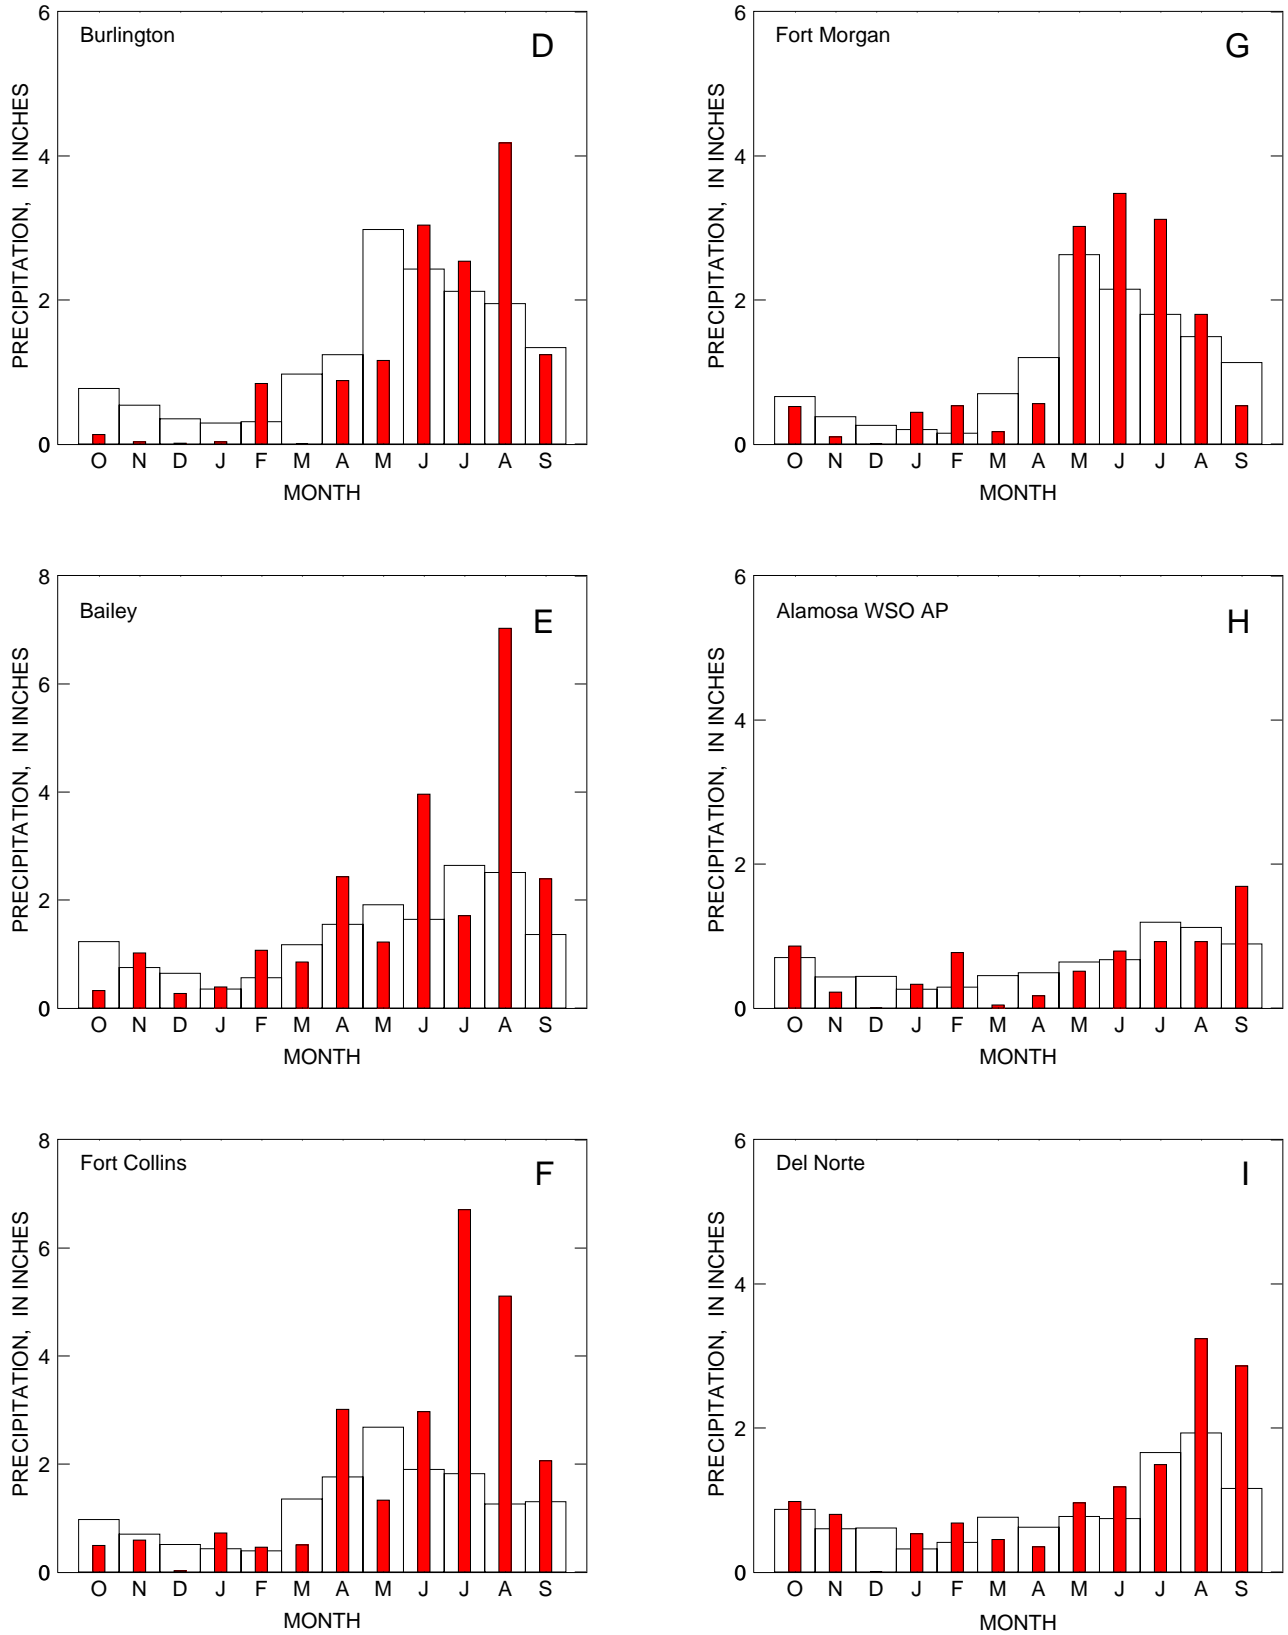 Burlington
D
PRECIPITATION, IN INCHES
6
4
2
0
O N D J F M A M J J A S
MONTH
Fort Morgan
G
PRECIPITATION, IN INCHES
6
4
2
0
O N D J F M A M J J A S
MONTH
Bailey
E
PRECIPITATION, IN INCHES
8
6
4
2
0
O N D J F M A M J J A S
MONTH
Alamosa WSO AP
H
PRECIPITATION, IN INCHES
6
4
2
0
O N D J F M A M J J A S
MONTH
Fort Collins
F
PRECIPITATION, IN INCHES
8
6
4
2
0
O N D J F M A M J J A S
MONTH
Del Norte
I
PRECIPITATION, IN INCHES
6
4
2
0
O N D J F M A M J J A S
MONTH